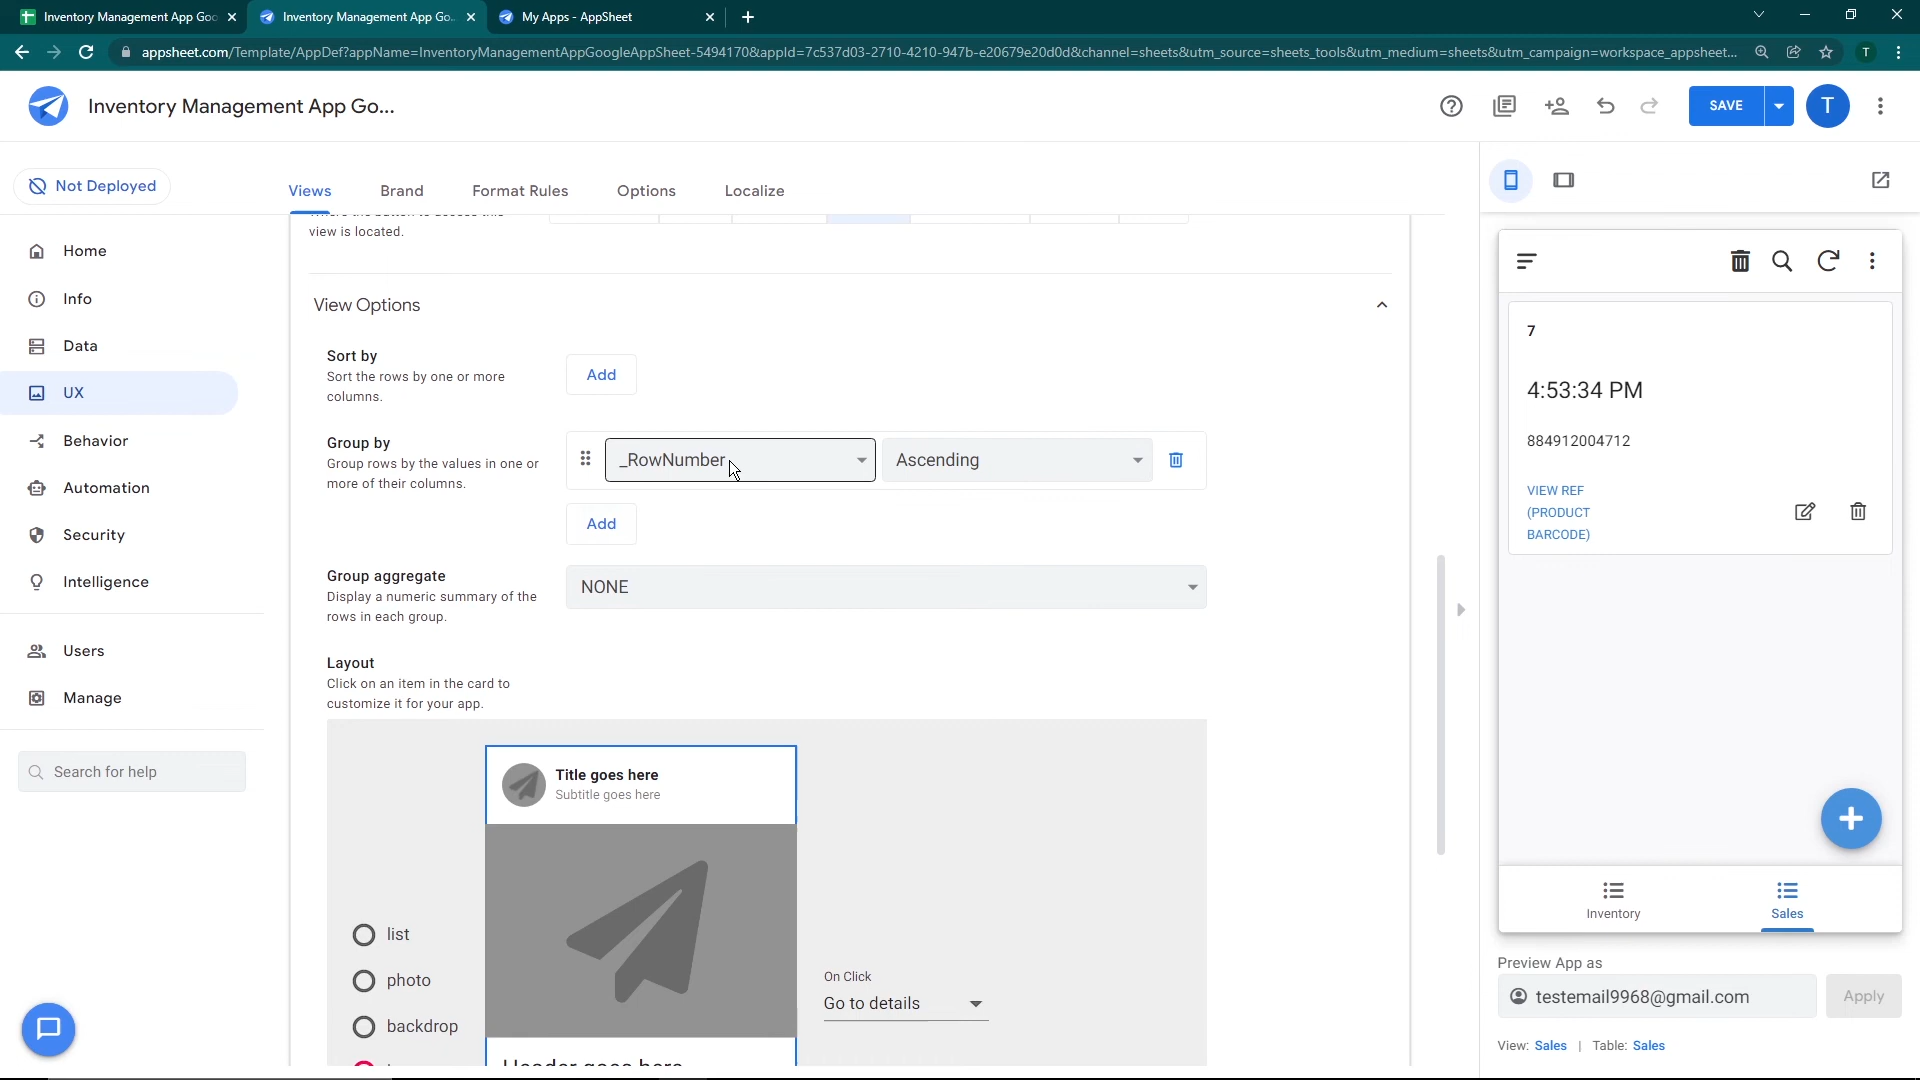 Inventory Management App Goo
Inventory Management App Go...
My Apps - AppSheet
appsheet.com/Template/AppDef?appName=InventoryManagementAppGoogleAppSheet-5494170&appId=7c537d03-2710-4210-947b-e20679e20d0d&channel=sheets&utm_source=sheets_tools&utm_medium=sheets&utm_campaign=workspace_appsheet...
T
Inventory Management App Go...
SAVE
T
Not Deployed
Views
Brand
Format Rules
Options
Localize
view is located.
Home
Info
Data
UX
Behavior
Automation
Security
Intelligence
Users
Manage
Search for help
View Options
Sort by
Sort the rows by one or more
columns.
Add
Group by
Group rows by the values in one or
more of their columns.
_RowNumber
Ascending
Add
Group aggregate
Display a numeric summary of the
rows in each group.
NONE
Layout
Click on an item in the card to
customize it for your app.
Title goes here
Subtitle goes here
list
photo
backdrop
On Click
Go to details
Header goes here
7
4:53:34 PM
884912004712
VIEW REF
(PRODUCT
BARCODE)
Inventory
Sales
Preview App as
testemail9968@gmail.com
Apply
View: Sales | Table: Sales